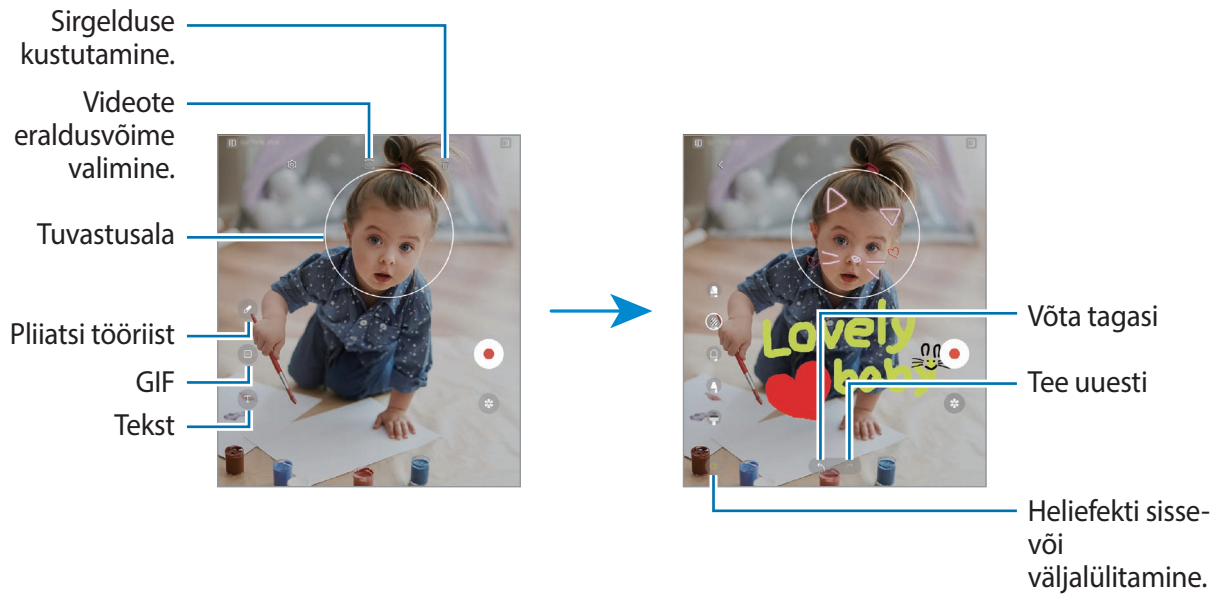 Sirgelduse
kustutamine.
Videote
eraldusvõime
valimine.
Tuvastusala
Pliiatsi tööriist
GIF
Tekst
Lovely
baby
Võta tagasi
Tee uuesti
Heliefekti sisse-
või
väljalülitamine.